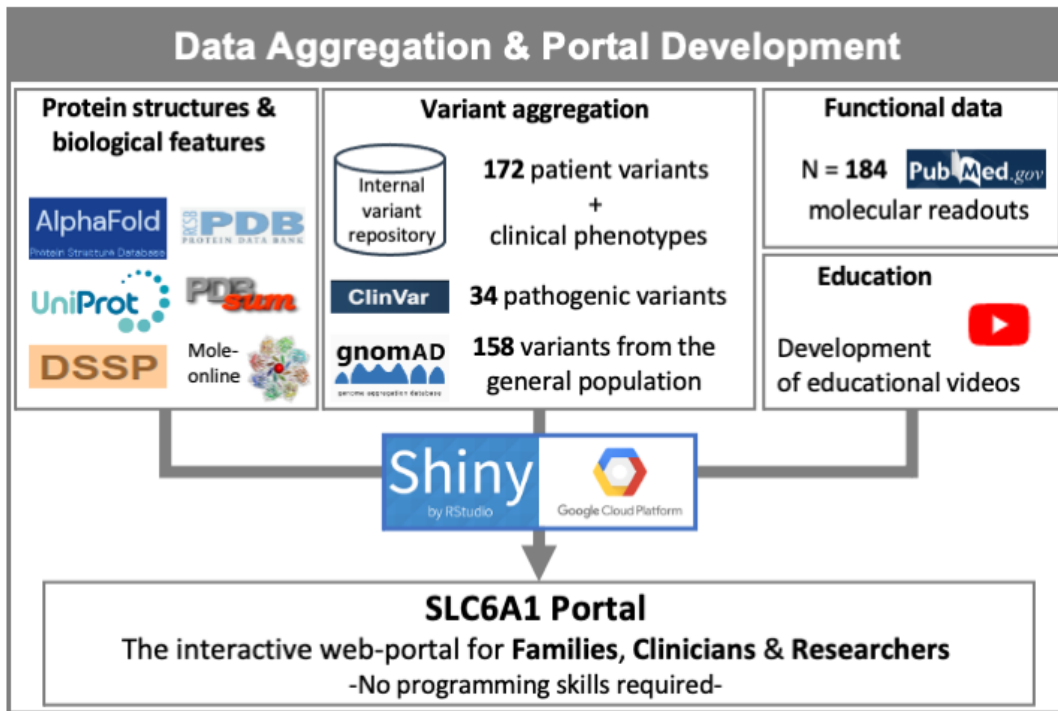 Data Aggregation & Portal Development
Protein structures &
biological features
AlphaFold
Protein Structure Database
RCSB
PDB
PROTEIN DATA BANK
UniProt
PDB
sum
DSSP
Mole-
online
Variant aggregation
Internal
variant
repository
172 patient variants
+
clinical phenotypes
ClinVar
34 pathogenic variants
gnomAD
genome aggregation database
158 variants from the
general population
Functional data
N = 184 PubMed.gov
molecular readouts
Education
Development
of educational videos
Shiny
by RStudio
Google Cloud Platform
SLC6A1 Portal
The interactive web-portal for Families, Clinicians & Researchers
-No programming skills required-